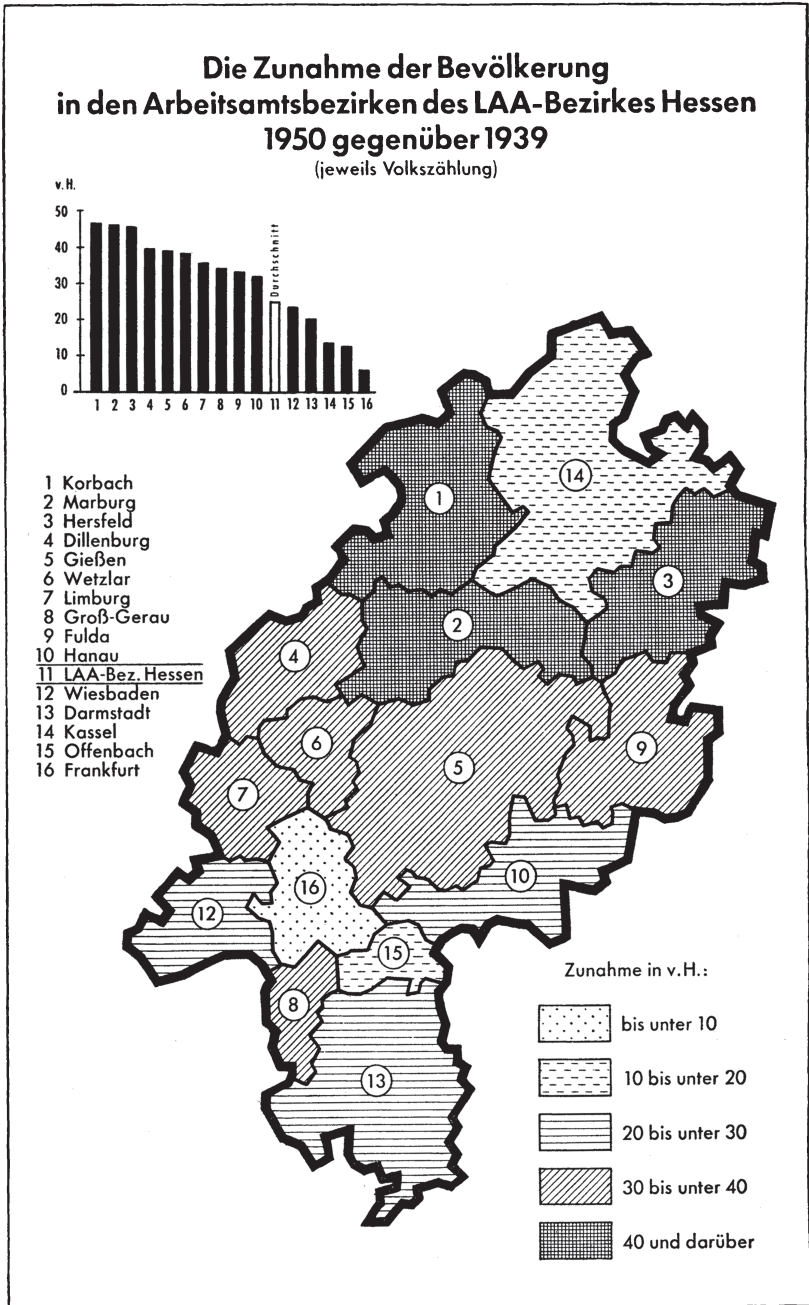 Die Zunahme der Bevölkerung
in den Arbeitsamtsbezirken des LAA-Bezirkes Hessen
1950 gegenüber 1939
(jeweils Volkszählung)
v.H.
50
40
30
20
10
0
Durchschnitt
1 2 3 4 5 6 7 8 9 10 11 12 13 14 15 16
1 Korbach
2 Marburg
3 Hersfeld
4 Dillenburg
5 Gießen
6 Wetzlar
7 Limburg
8 Groß-Gerau
9 Fulda
10 Hanau
11 LAA-Bez. Hessen
12 Wiesbaden
13 Darmstadt
14 Kassel
15 Offenbach
16 Frankfurt
14
1
3
2
4
6
9
5
7
10
16
12
15
8
13
Zunahme in v.H.:
bis unter 10
10 bis unter 20
20 bis unter 30
30 bis unter 40
40 und darüber